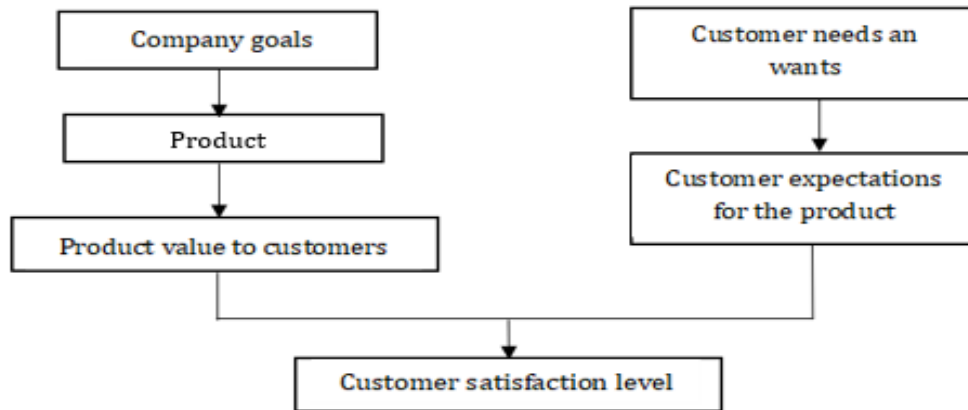 Company goals
Product
Product value to customers
Customer needs an
wants
Customer expectations
for the product
Customer satisfaction level